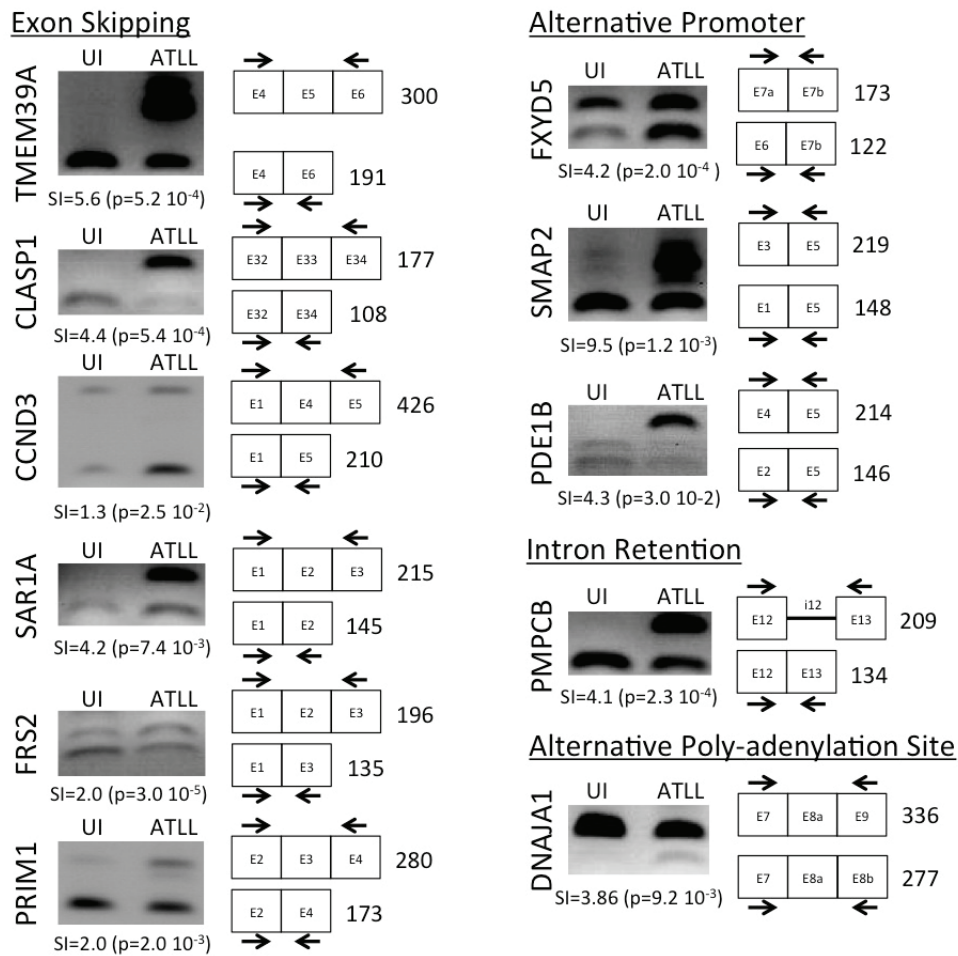 Exon Skipping
UI ATLL
TMEM39A
E4 E5 E6 300
E4 E6 191
SI=5.6 (p=5.2 10-4)
UI ATLL
CLASP1
E32 E33 E34 177
E32 E34 108
SI=4.4 (p=5.4 10-4)
UI ATLL
CCND3
E1 E4 E5 426
E1 E5 210
SI=1.3 (p=2.5 10-2)
UI ATLL
SAR1A
E1 E2 E3 215
E1 E2 145
SI=4.2 (p=7.4 10-3)
UI ATLL
FRS2
E1 E2 E3 196
E1 E3 135
SI=2.0 (p=3.0 10-5)
UI ATLL
PRIM1
E2 E3 E4 280
E2 E4 173
SI=2.0 (p=2.0 10-3)
Alternative Promoter
UI ATLL
FXYD5
E7a E7b 173
E6 E7b 122
SI=4.2 (p=2.0 10-4 )
UI ATLL
SMAP2
E3 E5 219
E1 E5 148
SI=9.5 (p=1.2 10-3)
UI ATLL
PDE1B
E4 E5 214
E2 E5 146
SI=4.3 (p=3.0 10-2)
Intron Retention
UI ATLL
PMPCB
E12 i12 E13 209
E12 E13 134
SI=4.1 (p=2.3 10-4)
Alternative Poly-adenylation Site
UI ATLL
DNAJA1
E7 E8a E9 336
E7 E8a E8b 277
SI=3.86 (p=9.2 10-3)